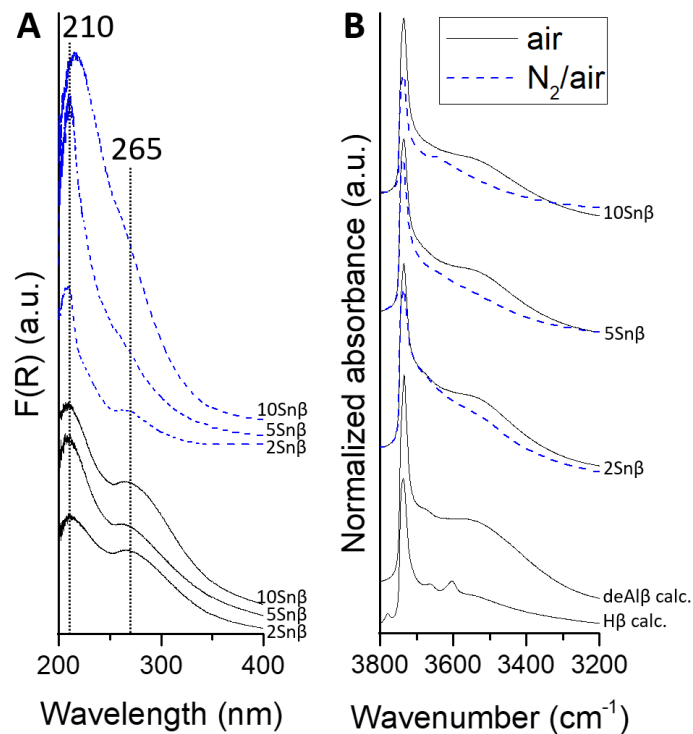 A
210
265
F(R) (a.u.)
10Snβ
5Snβ
2Snβ
10Snβ
5Snβ
2Snβ
200
300
400
Wavelength (nm)
B
air
N₂/air
Normalized absorbance (a.u.)
10Snβ
5Snβ
2Snβ
deAlβ calc.
Hβ calc.
3800
3600
3400
3200
Wavenumber (cm⁻¹)